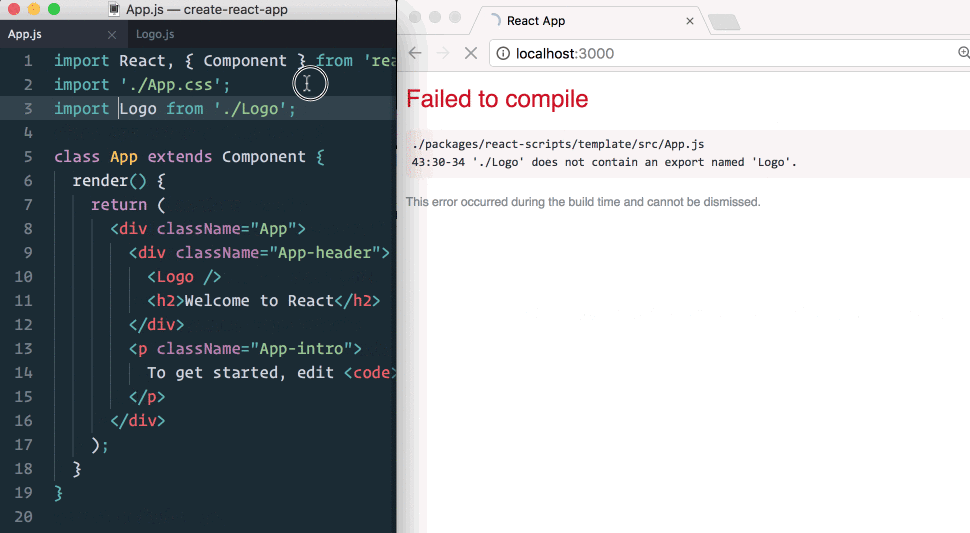 App.js — create-react-app
App.js
Logo.js
1 import React, { Component } from 'rea
2 import './App.css';
3 import Logo from './Logo';
4
5 class App extends Component {
6 render() {
7 return (
8 <div className="App">
9 <div className="App-header">
10 <Logo />
11 <h2>Welcome to React</h2>
12 </div>
13 <p className="App-intro">
14 To get started, edit <code>
15 </p>
16 </div>
17 );
18 }
19 }
20
React App
localhost:3000
Failed to compile
./packages/react-scripts/template/src/App.js
43:30-34 './Logo' does not contain an export named 'Logo'.
This error occurred during the build time and cannot be dismissed.